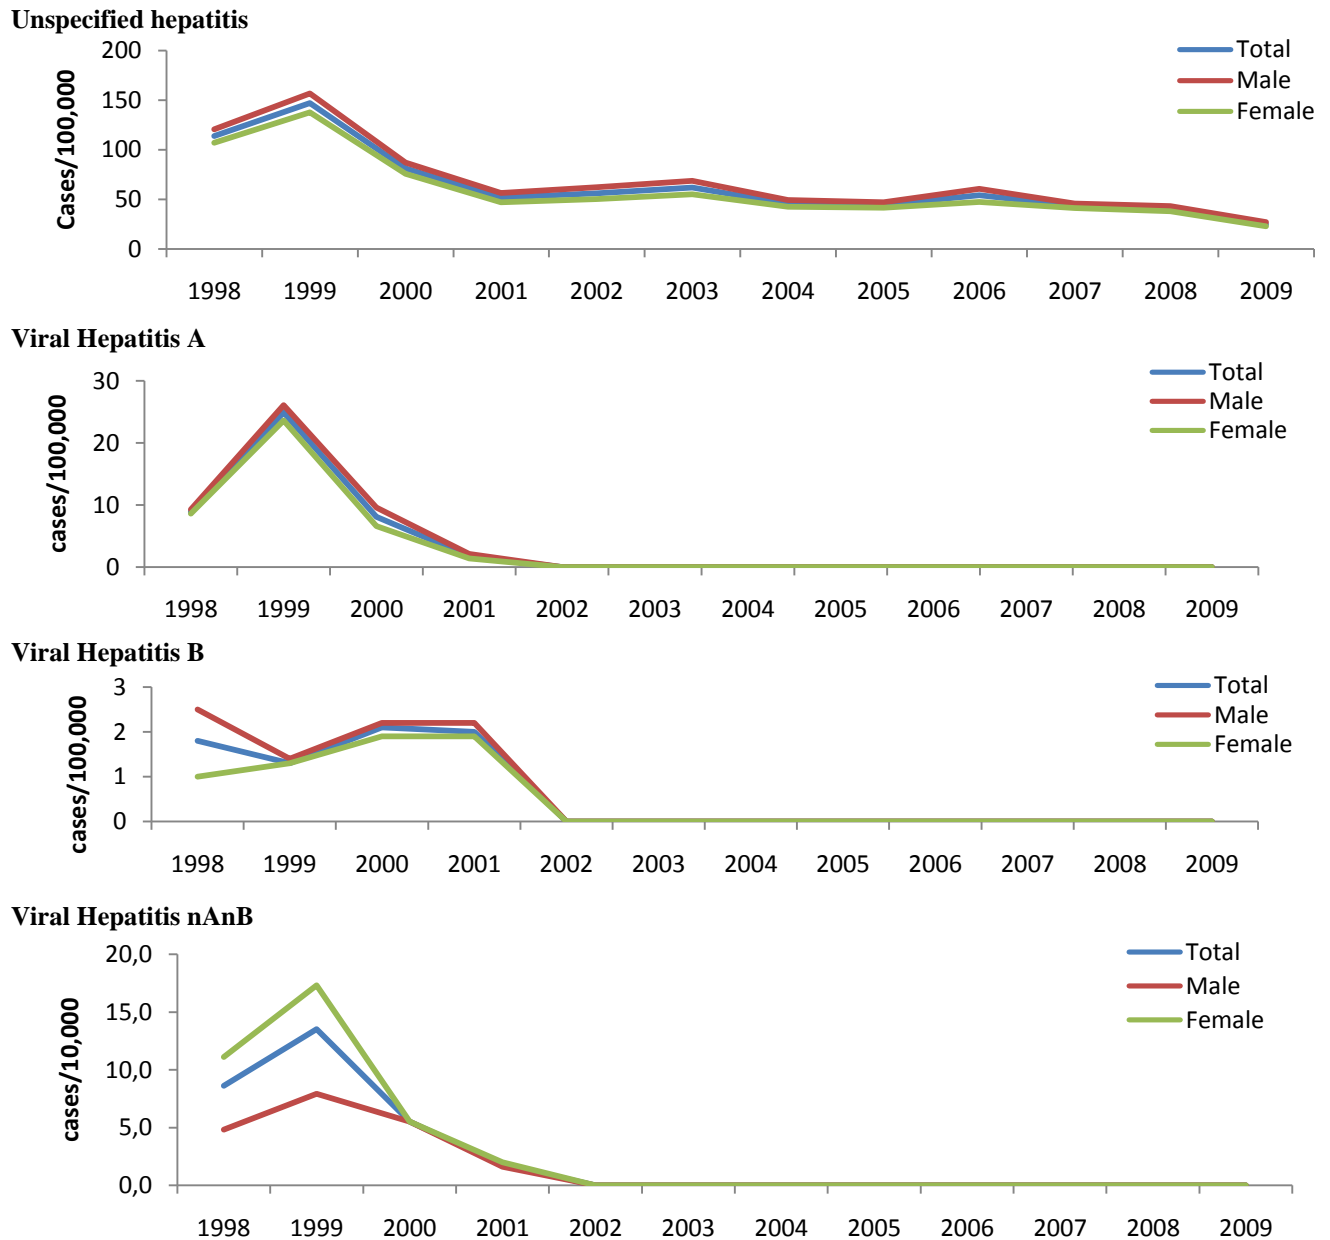 Unspecified hepatitis
200
150
100
50
0
Cases/100,000
Total
Male
Female
1998 1999 2000 2001 2002 2003 2004 2005 2006 2007 2008 2009
Viral Hepatitis A
30
20
10
0
cases/100,000
Total
Male
Female
1998 1999 2000 2001 2002 2003 2004 2005 2006 2007 2008 2009
Viral Hepatitis B
3
2
1
0
cases/100,000
Total
Male
Female
1998 1999 2000 2001 2002 2003 2004 2005 2006 2007 2008 2009
Viral Hepatitis nAnB
20,0
15,0
10,0
5,0
0,0
cases/10,000
Total
Male
Female
1998 1999 2000 2001 2002 2003 2004 2005 2006 2007 2008 2009